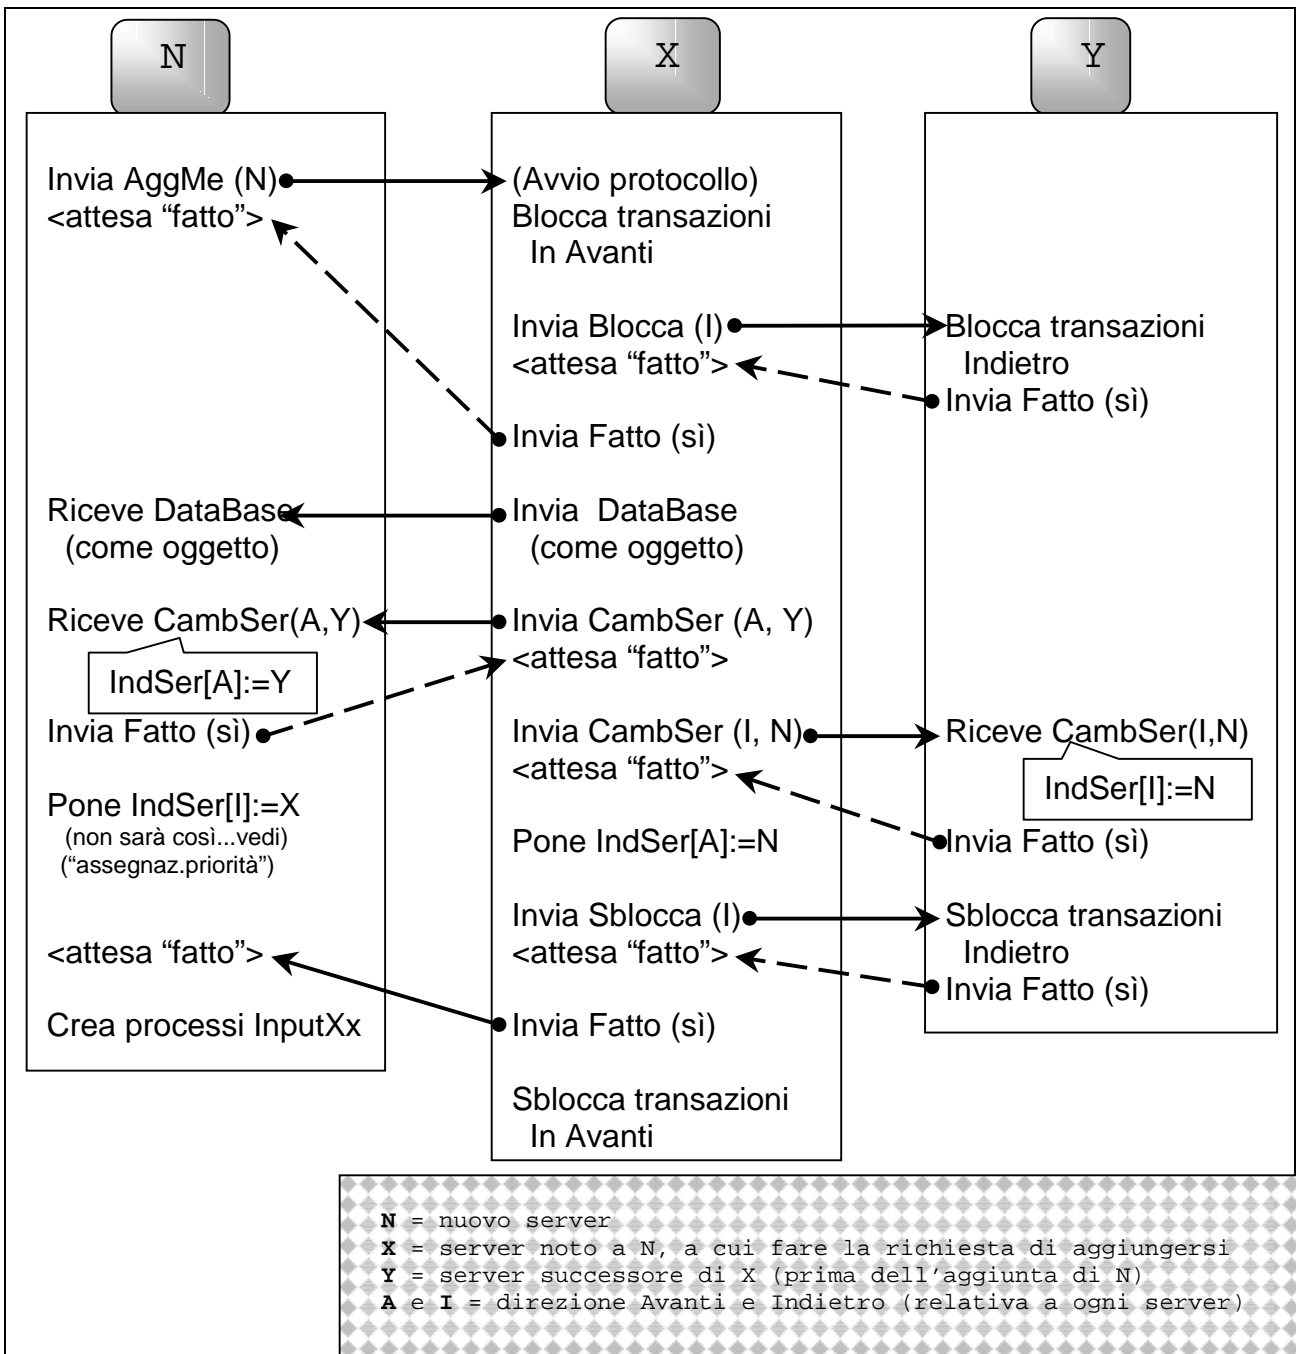 N
X
Y
Invia AggMe (N)
<attesa “fatto”>
Riceve DataBase
(come oggetto)
Riceve CambSer(A,Y)
IndSer[A]:=Y
Invia Fatto (sì)
Pone IndSer[I]:=X
(non sarà così...vedi)
(“assegnaz.priorità”)
<attesa “fatto”>
Crea processi InputXx
(Avvio protocollo)
Blocca transazioni
In Avanti
Invia Blocca (I)
<attesa “fatto”>
Invia Fatto (sì)
Invia DataBase
(come oggetto)
Invia CambSer (A, Y)
<attesa “fatto”>
Invia CambSer (I, N)
<attesa “fatto”>
Pone IndSer[A]:=N
Invia Sblocca (I)
<attesa “fatto”>
Invia Fatto (sì)
Sblocca transazioni
In Avanti
Blocca transazioni
Indietro
Invia Fatto (sì)
Riceve CambSer(I,N)
IndSer[I]:=N
Invia Fatto (sì)
Sblocca transazioni
Indietro
Invia Fatto (sì)
N = nuovo server
X = server noto a N, a cui fare la richiesta di aggiungersi
Y = server successore di X (prima dell’aggiunta di N)
A e I = direzione Avanti e Indietro (relativa a ogni server)